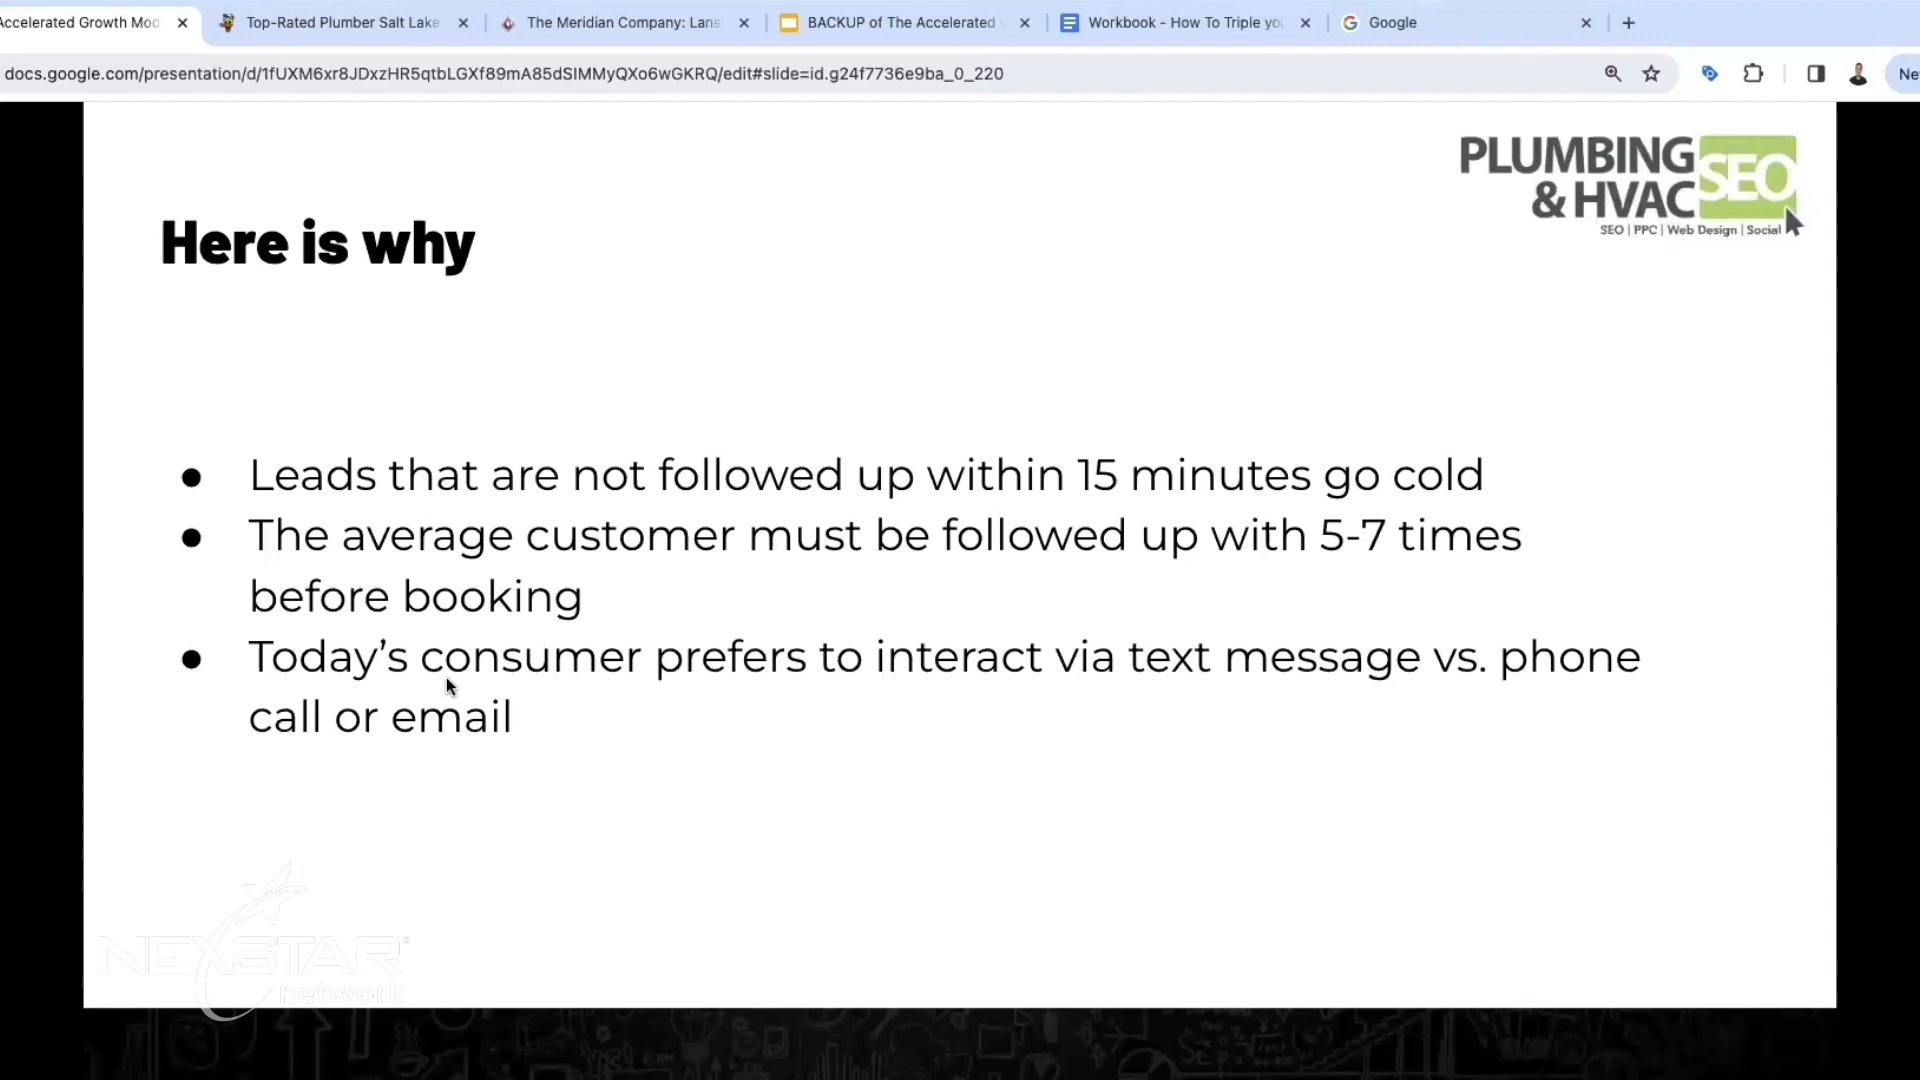 Accelerated Growth Mod
Top-Rated Plumber Salt Lake
The Meridian Company: Lans
BACKUP of The Accelerated
Workbook - How To Triple you
Google
docs.google.com/presentation/d/1fUXM6xr8JDxzHR5qtbLGXf89mA85dSIMMyQXo6wGKRQ/edit#slide=id.g24f7736e9ba_0_220
Ne
PLUMBING
& HVAC
SEO
SEO | PPC | Web Design | Social
Here is why
● Leads that are not followed up within 15 minutes go cold
● The average customer must be followed up with 5-7 times
before booking
● Today’s consumer prefers to interact via text message vs. phone
call or email
NEXSTAR®
network